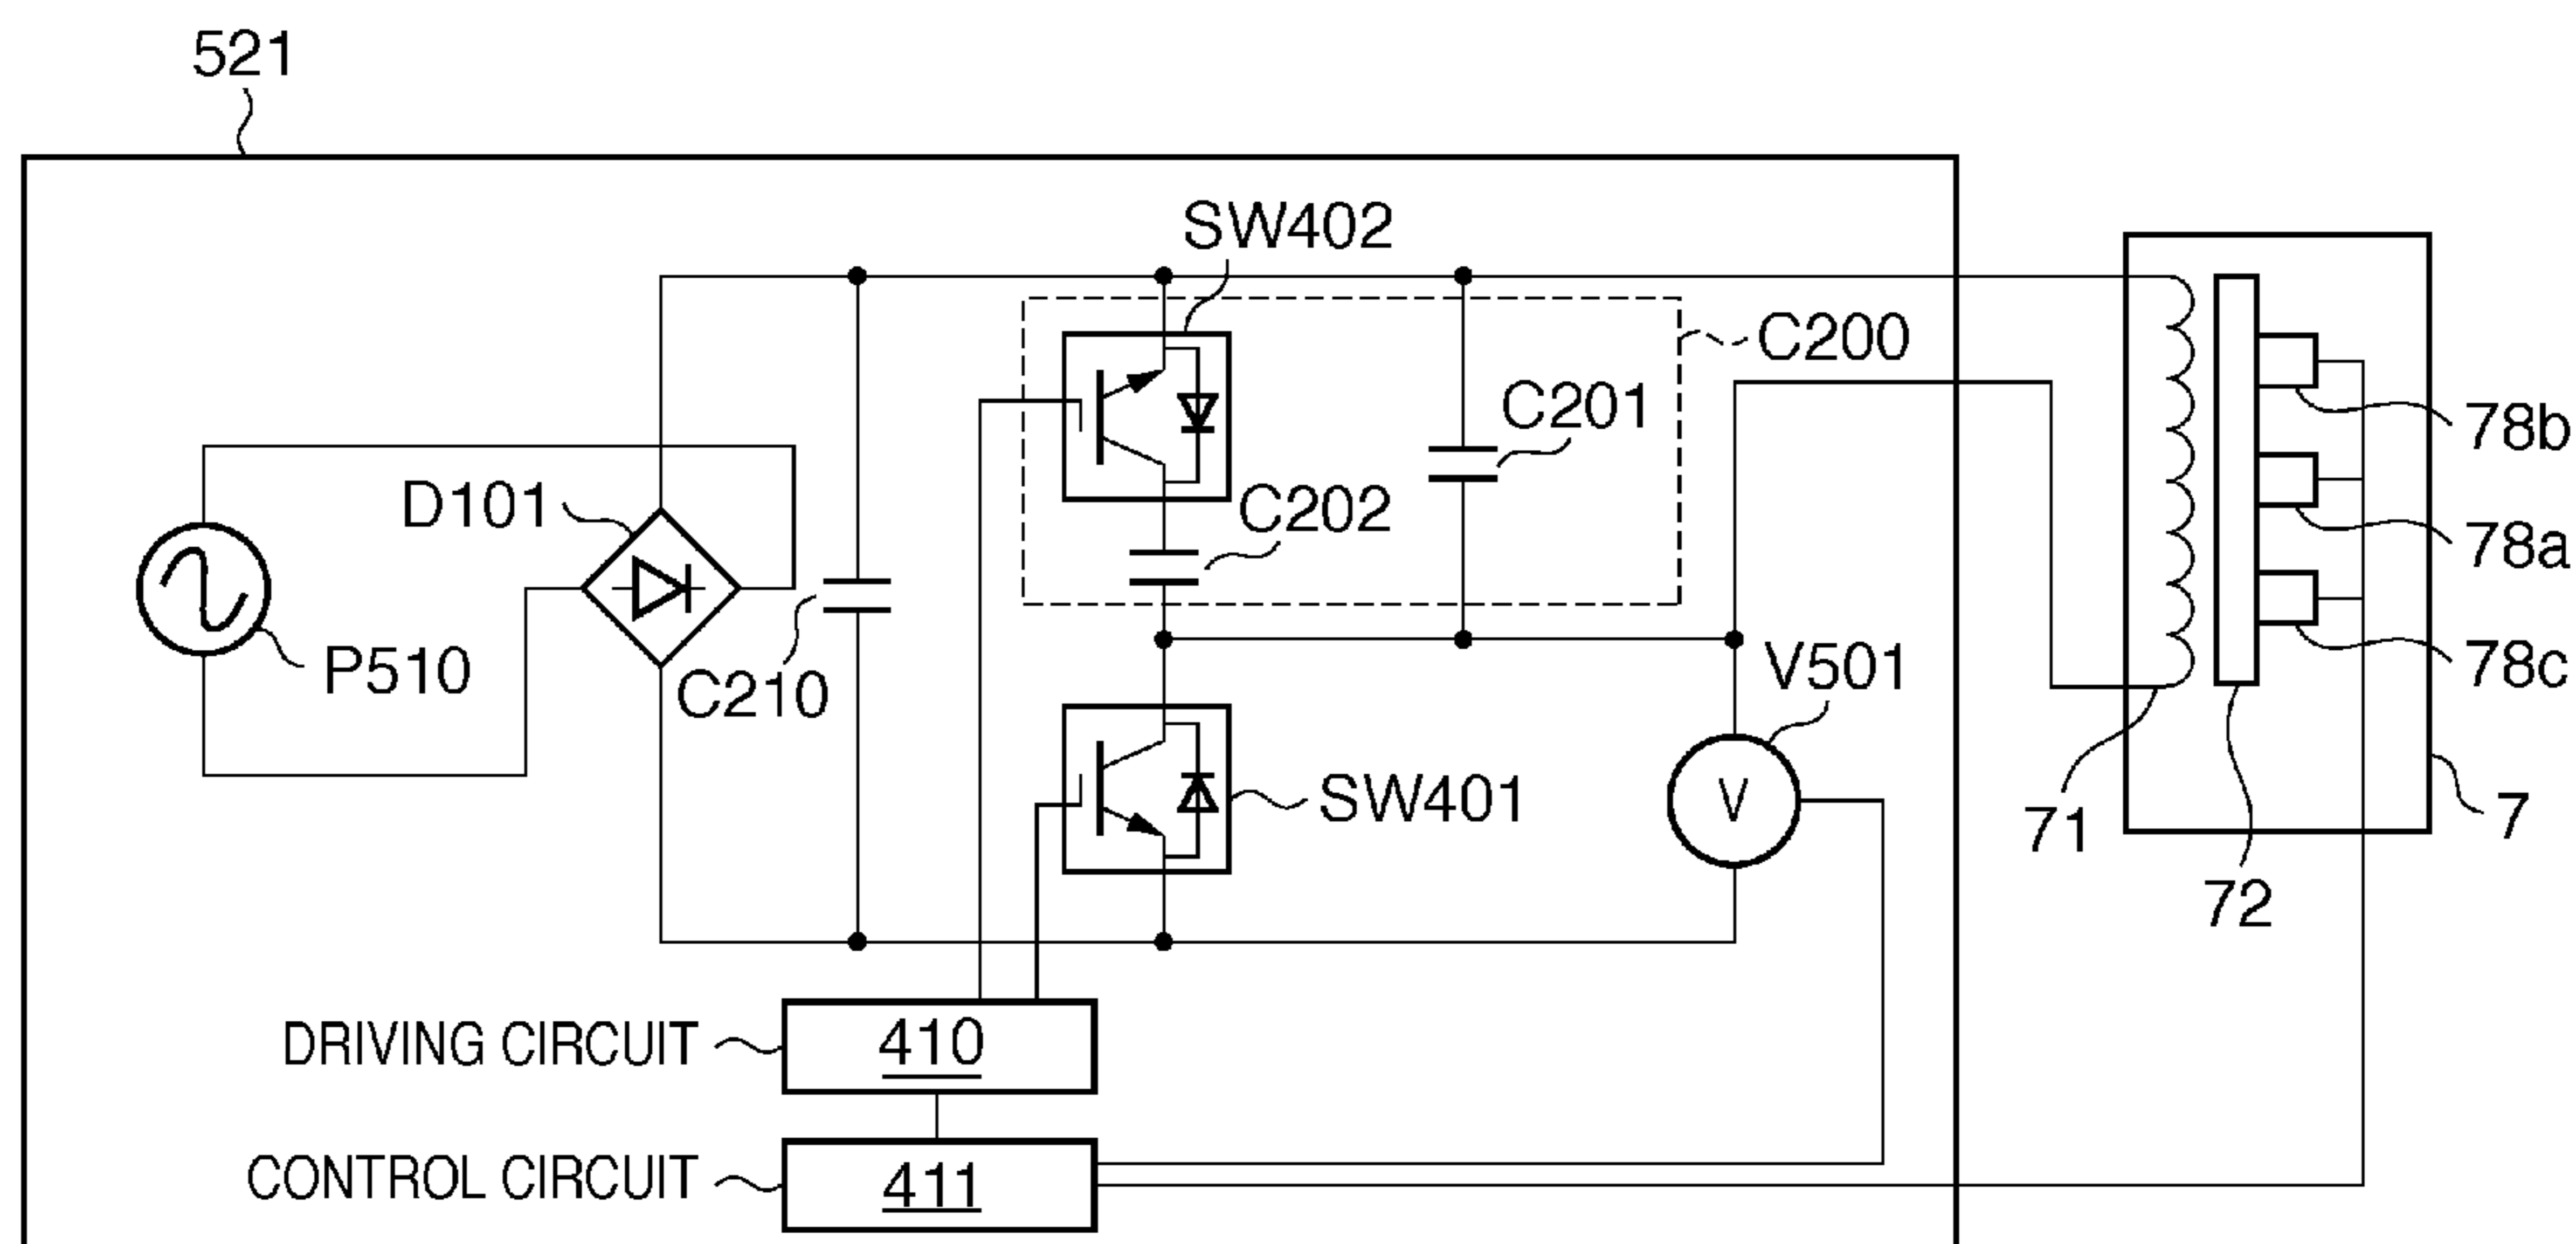 521
SW402
C200
C201
78b
D101
C202
78a
P510
C210
V501
78c
V
SW401
71
7
72
DRIVING CIRCUIT
410
CONTROL CIRCUIT
411